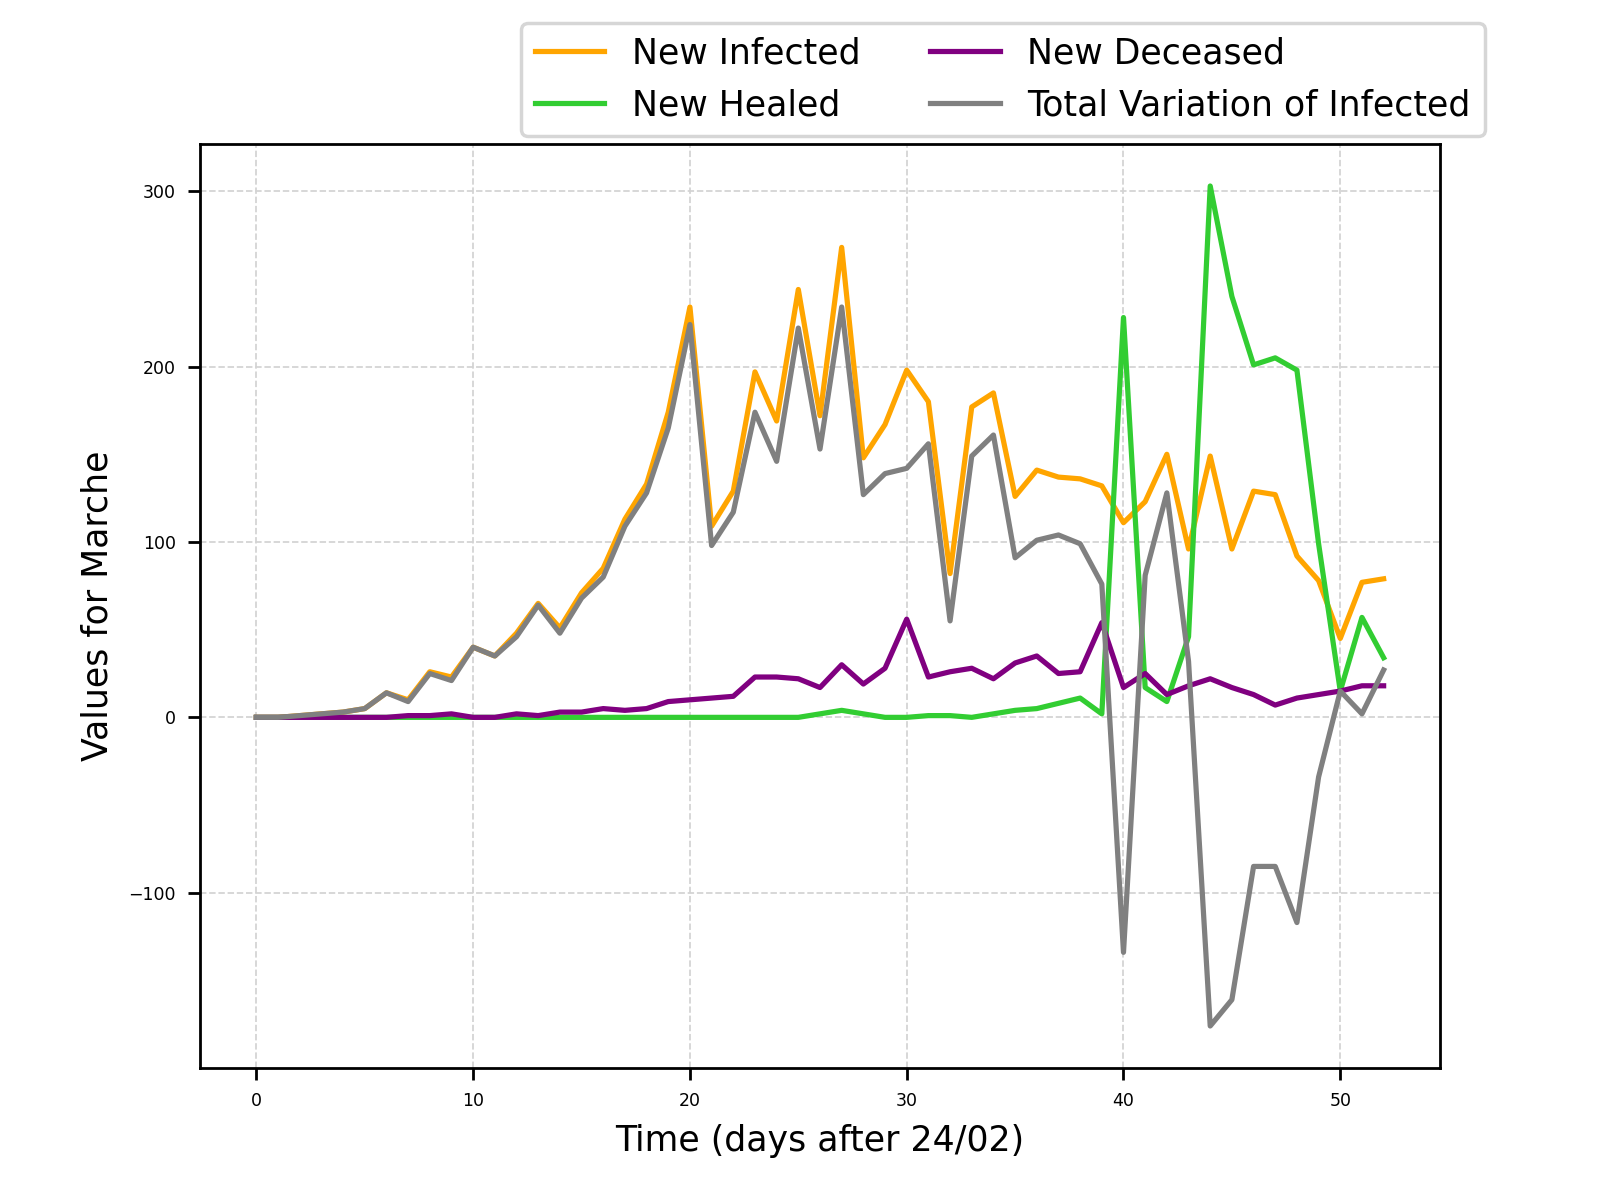 New Infected
New Healed
New Deceased
Total Variation of Infected
Values for Marche
300
200
100
0
−100
0 10 20 30 40 50
Time (days after 24/02)